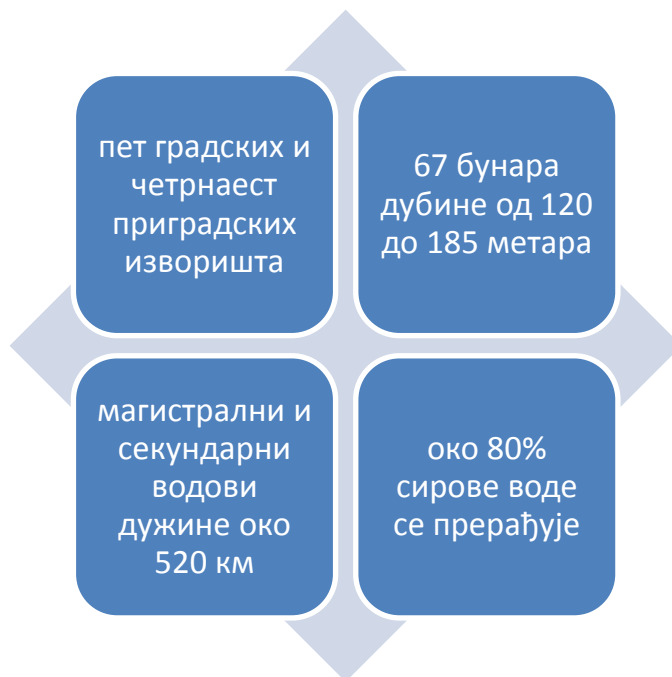 пет градских и
четрнаест
приградских
изворишта
67 бунара
дубине од 120
до 185 метара
магистрални и
секундарни
водови
дужине око
520 км
око 80%
сирове воде
се прерађује